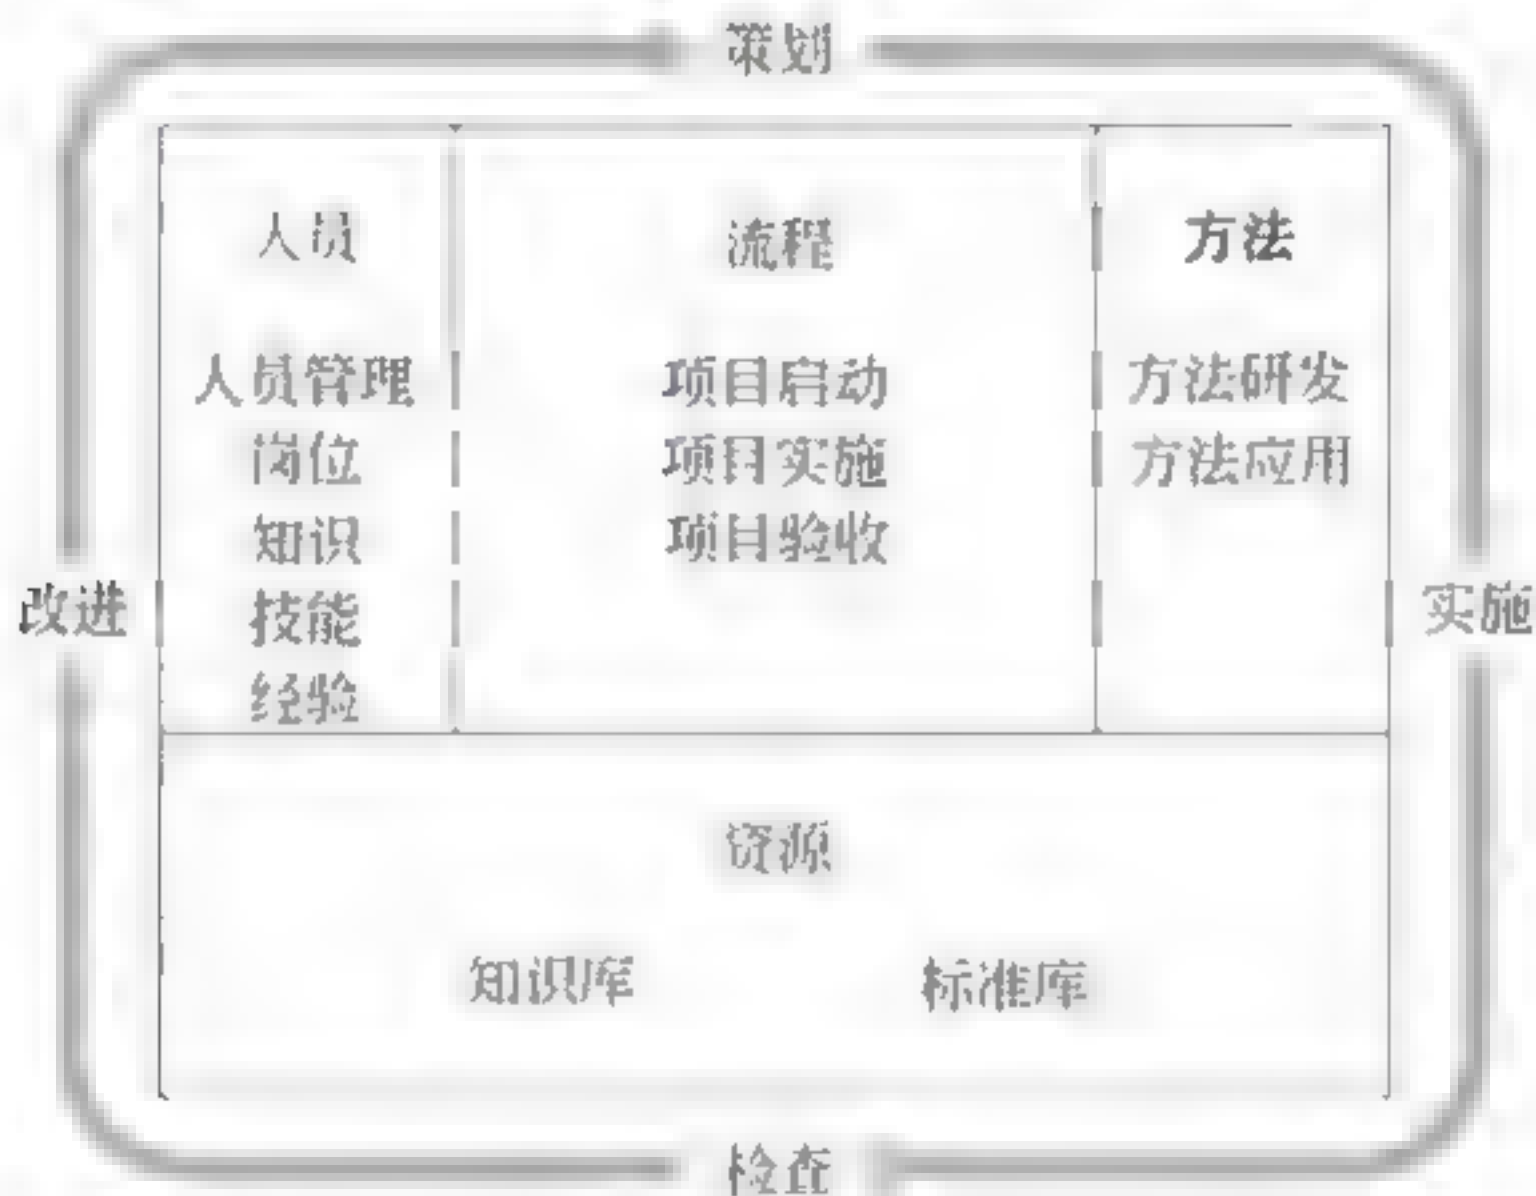 策划
人员
流程
方法
人员管理
岗位
知识
技能
经验
项目启动
项目实施
项目验收
方法研发
方法应用
改进
实施
资源
知识库
标准库
检查